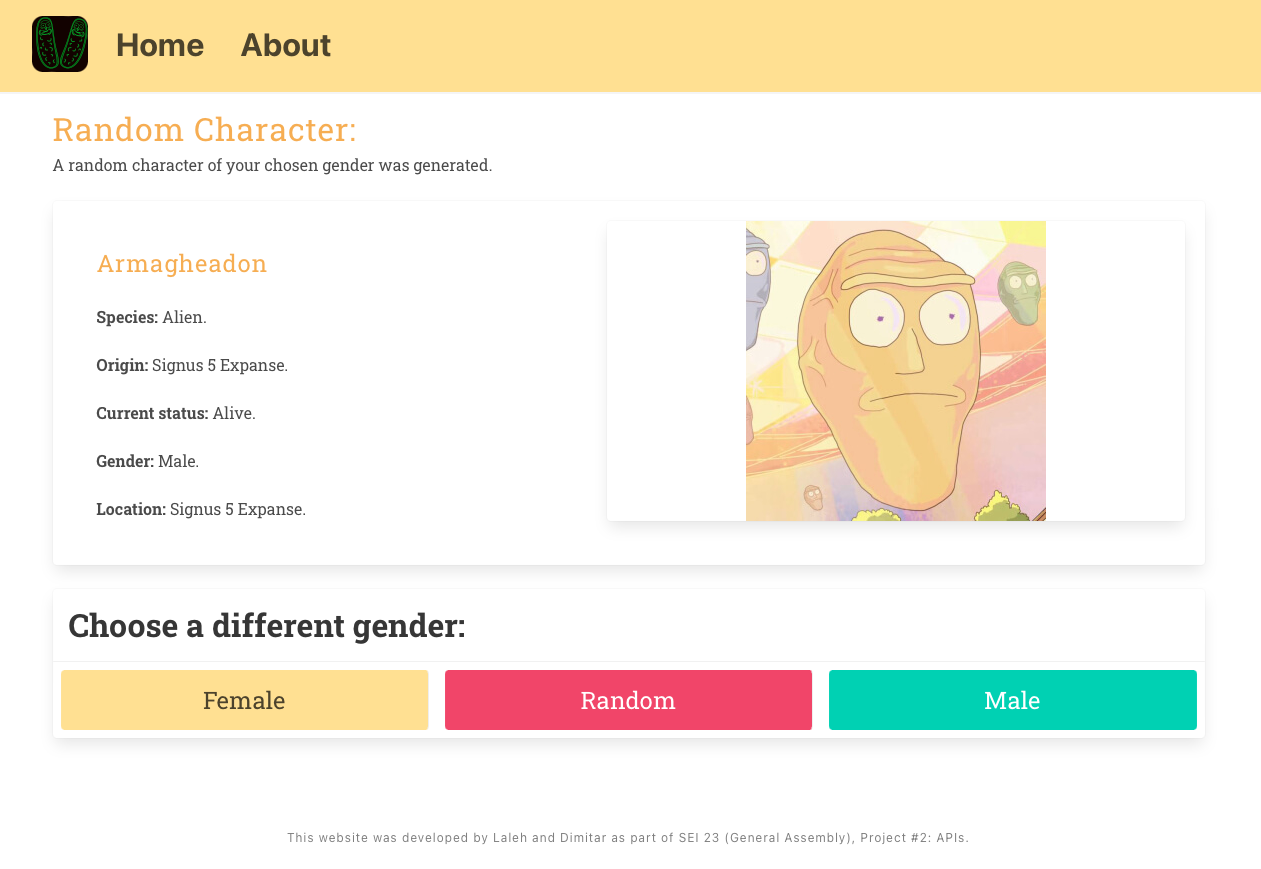 Home About
Random Character:
A random character of your chosen gender was generated.
Armagheadon
Species: Alien.
Origin: Signus 5 Expanse.
Current status: Alive.
Gender: Male.
Location: Signus 5 Expanse.
Choose a different gender:
Female Random Male
This website was developed by Laleh and Dimitar as part of SEI 23 (General Assembly), Project #2: APIs.